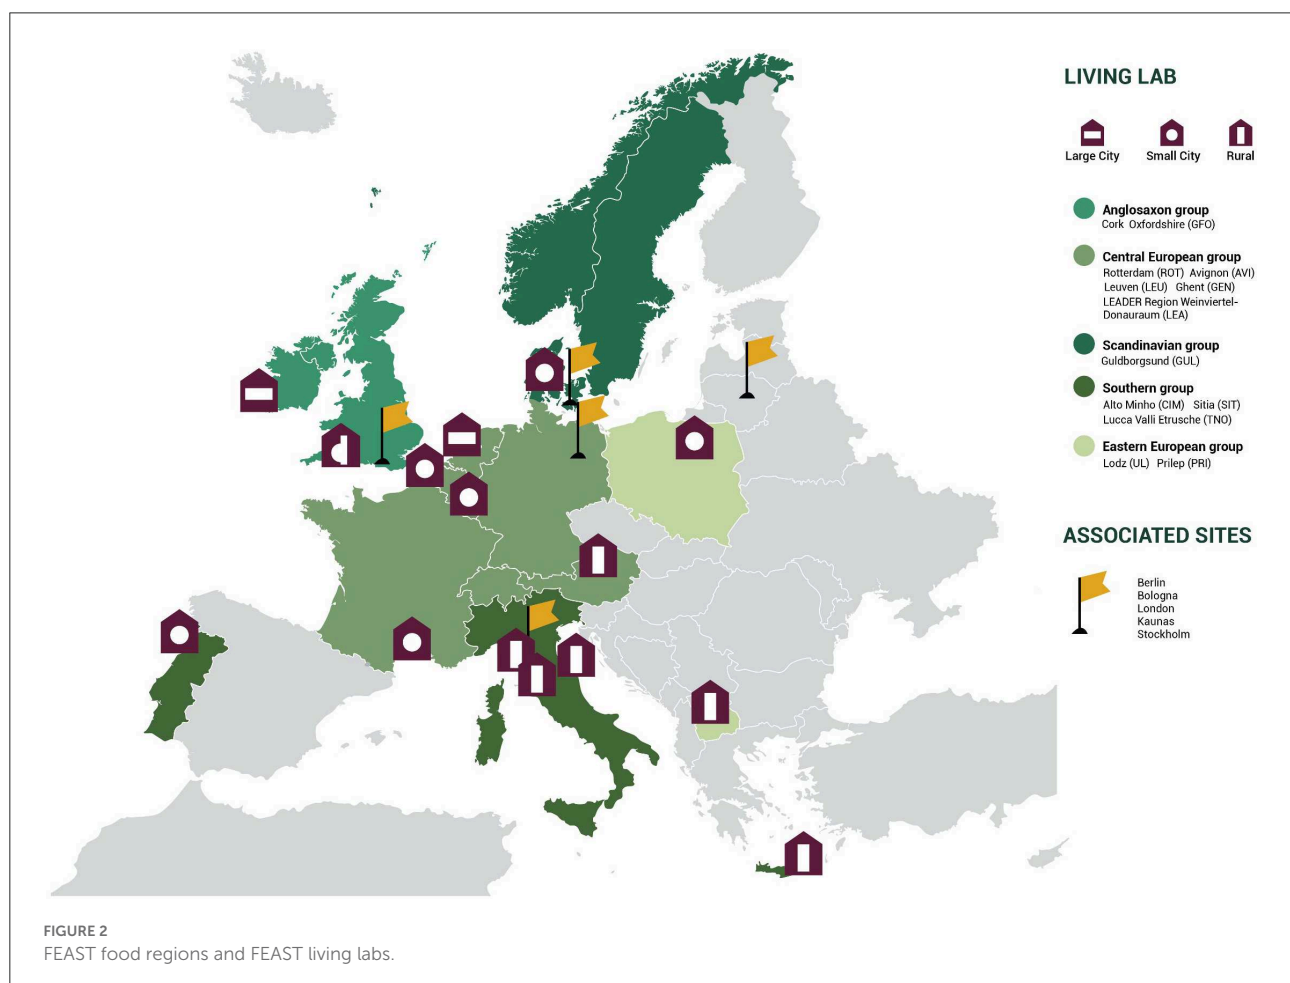 LIVING LAB
Large City Small City Rural
Anglosaxon group
Cork Oxfordshire (GFO)
Central European group
Rotterdam (ROT) Avignon (AVI)
Leuven (LEU) Ghent (GEN)
LEADER Region Weinviertel-
Donauraum (LEA)
Scandinavian group
Guldborgsund (GUL)
Southern group
Alto Minho (CIM) Sitia (SIT)
Lucca Valli Etrusche (TNO)
Eastern European group
Lodz (UL) Prilep (PRI)
ASSOCIATED SITES
Berlin
Bologna
London
Kaunas
Stockholm
FIGURE 2
FEAST food regions and FEAST living labs.